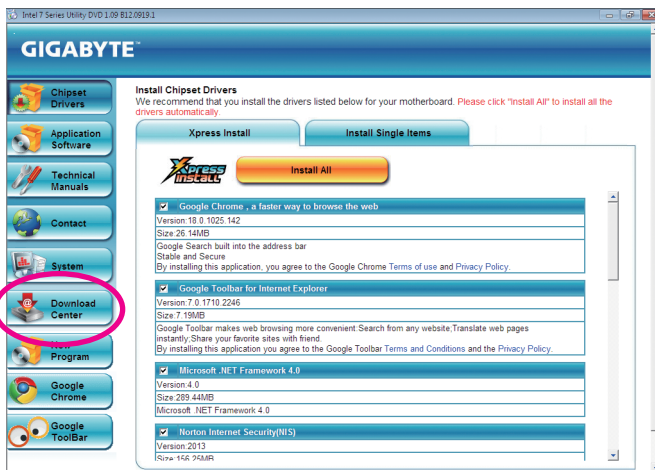 Intel 7 Series Utility DVD 1.09 B12.0919.1
GIGABYTE™
Chipset
Drivers
Application
Software
Technical
Manuals
Contact
System
Download
Center
New
Program
Google
Chrome
Google
ToolBar
Install Chipset Drivers
We recommend that you install the drivers listed below for your motherboard. Please click "Install All" to install all the
drivers automatically.
Xpress Install
Install Single Items
Xpress
Install
Install All
Google Chrome , a faster way to browse the web
Version:18.0.1025.142
Size:26.14MB
Google Search built into the address bar
Stable and Secure
By installing this application, you agree to the Google Chrome Terms of use and Privacy Policy.
Google Toolbar for Internet Explorer
Version:7.0.1710.2246
Size:7.19MB
Google Toolbar makes web browsing more convenient:Search from any website;Translate web pages
instantly;Share your favorite sites with friend.
By installing this application you agree to the Google Toolbar Terms and Conditions and the Privacy Policy.
Microsoft .NET Framework 4.0
Version:4.0
Size:289.44MB
Microsoft .NET Framework 4.0
Norton Internet Security(NIS)
Version:2013
Size:156.25MB